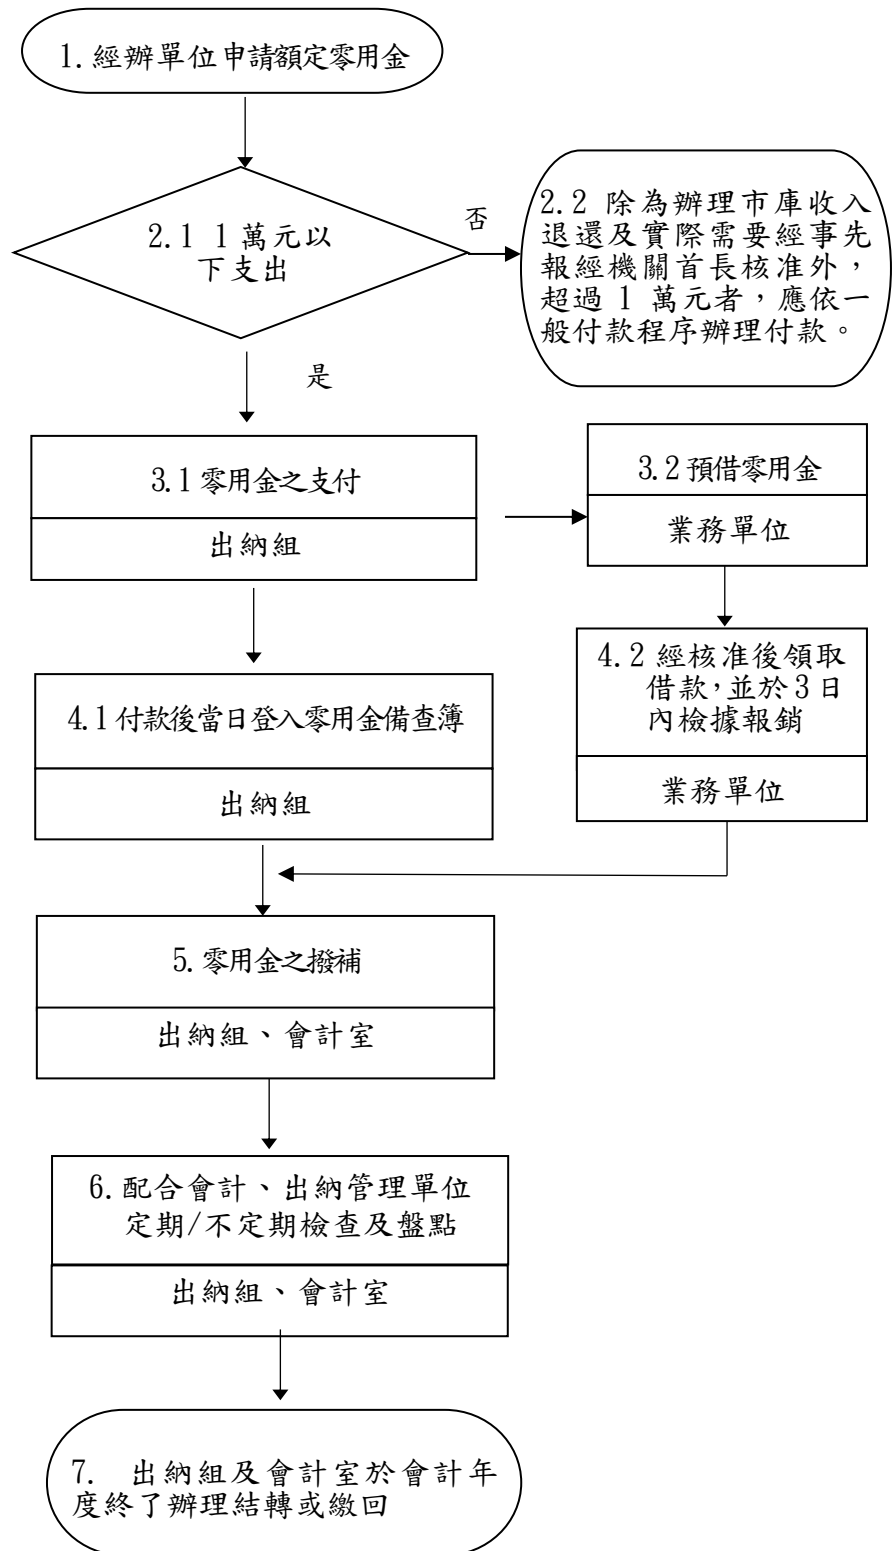 1.經辦單位申請額定零用金
2.1 1萬元以
下支出
否
2.2 除為辦理市庫收入
退還及實際需要經事先
報經機關首長核准外，
超過 1 萬元者，應依一
般付款程序辦理付款。
是
3.1零用金之支付
出納組
3.2預借零用金
業務單位
4.1付款後當日登入零用金備查簿
出納組
4.2 經核准後領取
借款，並於3日
內檢據報銷
業務單位
5.零用金之撥補
出納組、會計室
6.配合會計、出納管理單位
定期/不定期檢查及盤點
出納組、會計室
7. 出納組及會計室於會計年
度終了辦理結轉或繳回